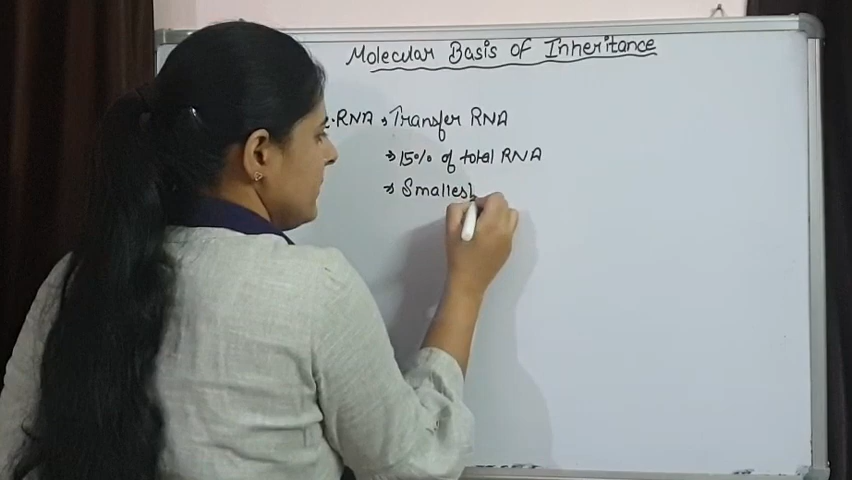 Molecular Basis of Inheritance
RNA → Transfer RNA
→ 15% of total RNA
→ Smallest